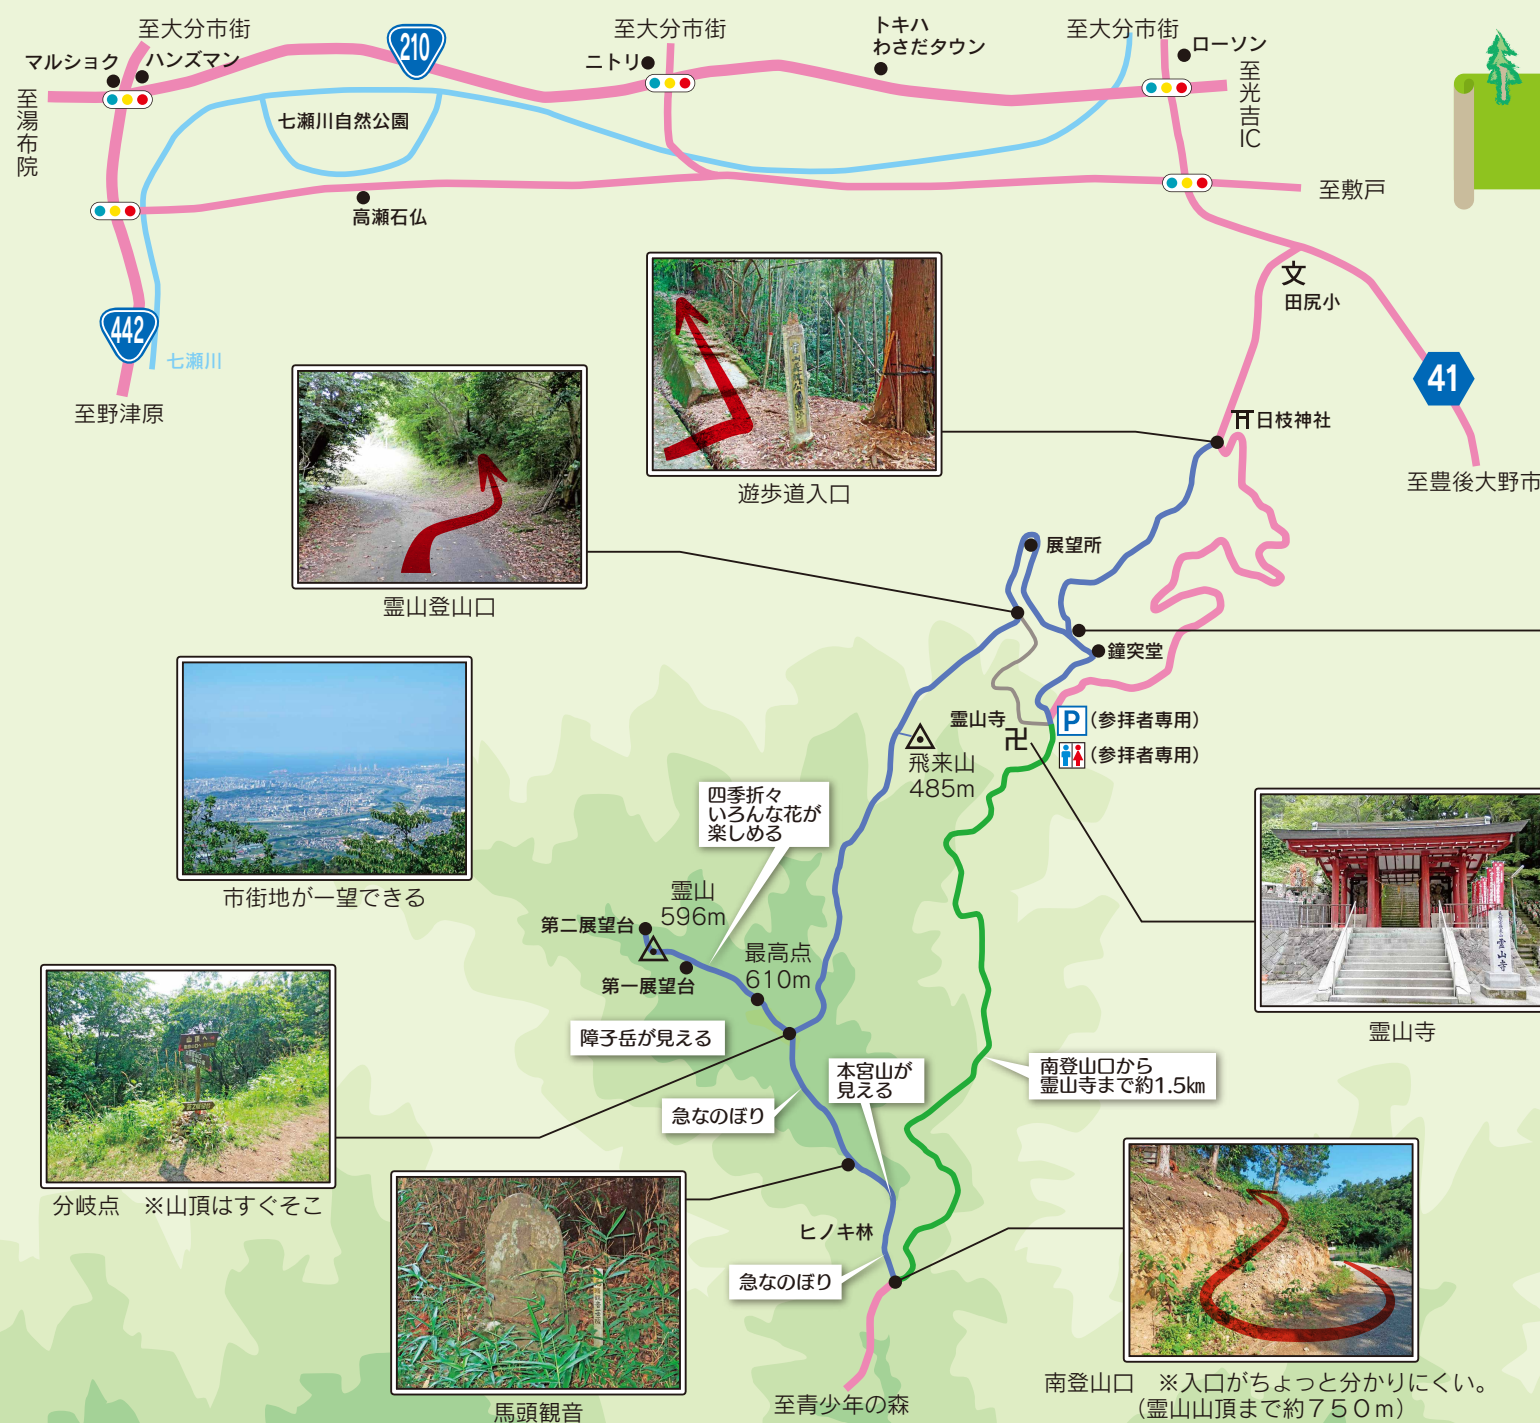 至大分市街
至大分市街
至大分市街
トキハ
わさだタウン
ローソン
マルショク
ハンズマン
210
ニトリ
至光吉IC
至湯布院
七瀬川自然公園
至敷戸
高瀬石仏
文
田尻小
442
七瀬川
41
至野津原
日枝神社
至豊後大野市
遊歩道入口
展望所
霊山登山口
鐘突堂
霊山寺
卍
P(参拝者専用)
(参拝者専用)
飛来山
485m
四季折々
いろんな花が
楽しめる
市街地が一望できる
霊山
596m
第二展望台
最高点
610m
第一展望台
霊山寺
霊山寺
障子岳が見える
本宮山が
見える
南登山口から
霊山寺まで約1.5km
急なのぼり
山頂へ
分岐点 ※山頂はすぐそこ
ヒノキ林
急なのぼり
馬頭観音
至青少年の森
南登山口 ※入口がちょっと分かりにくい。
(霊山山頂まで約750m)